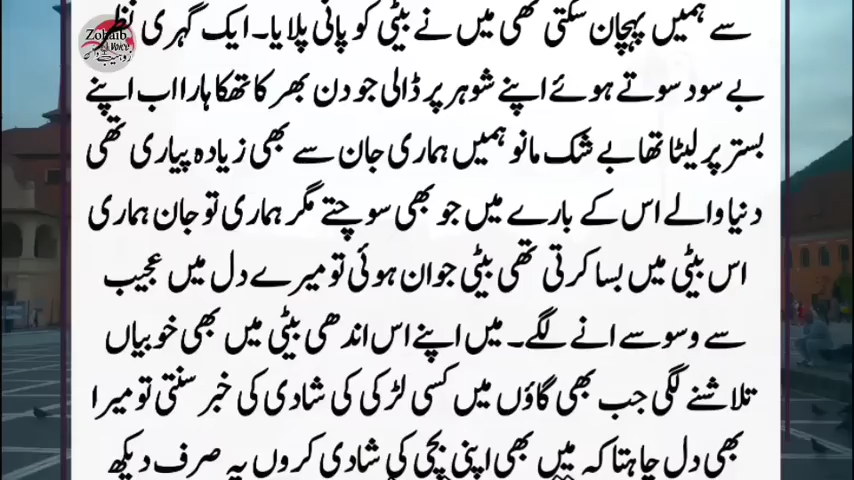 Zohaib
Voice
سے ہمیں پہچان سکتی تھی میں نے بیٹی کو پانی پلایا۔ ایک گہری نظر
بے سود سوتے ہوئے اپنے شوہر پر ڈالی جو دن بھر کا تھکا ہارا اب اپنے
بستر پر لیٹا تھا بے شک مانو ہمیں ہماری جان سے بھی زیادہ پیاری تھی
دنیا والے اس کے بارے میں جو بھی سوچتے مگر ہماری تو جان ہماری
اس بیٹی میں بسا کرتی تھی بیٹی جوان ہوئی تو میرے دل میں عجیب
سے وسوسے انے لگے۔ میں اپنے اس اندھی بیٹی میں بھی خوبیاں
تلاشنے لگی جب بھی گاؤں میں کسی لڑکی کی شادی کی خبر سنتی تو میرا
بھی دل چاہتا کہ میں بھی اپنی بچی کی شادی کروں یہ صرف دیکھ